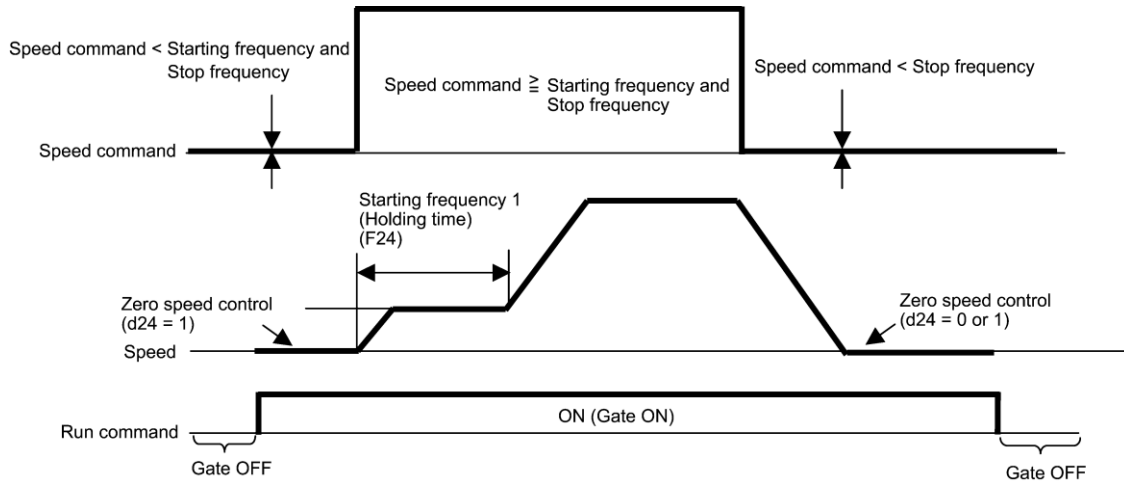 Speed command < Starting frequency and
Stop frequency
Speed command ≧ Starting frequency and
Stop frequency
Speed command < Stop frequency
Speed command
Starting frequency 1
(Holding time)
(F24)
Zero speed control
(d24 = 1)
Zero speed control
(d24 = 0 or 1)
Speed
ON (Gate ON)
Run command
Gate OFF
Gate OFF